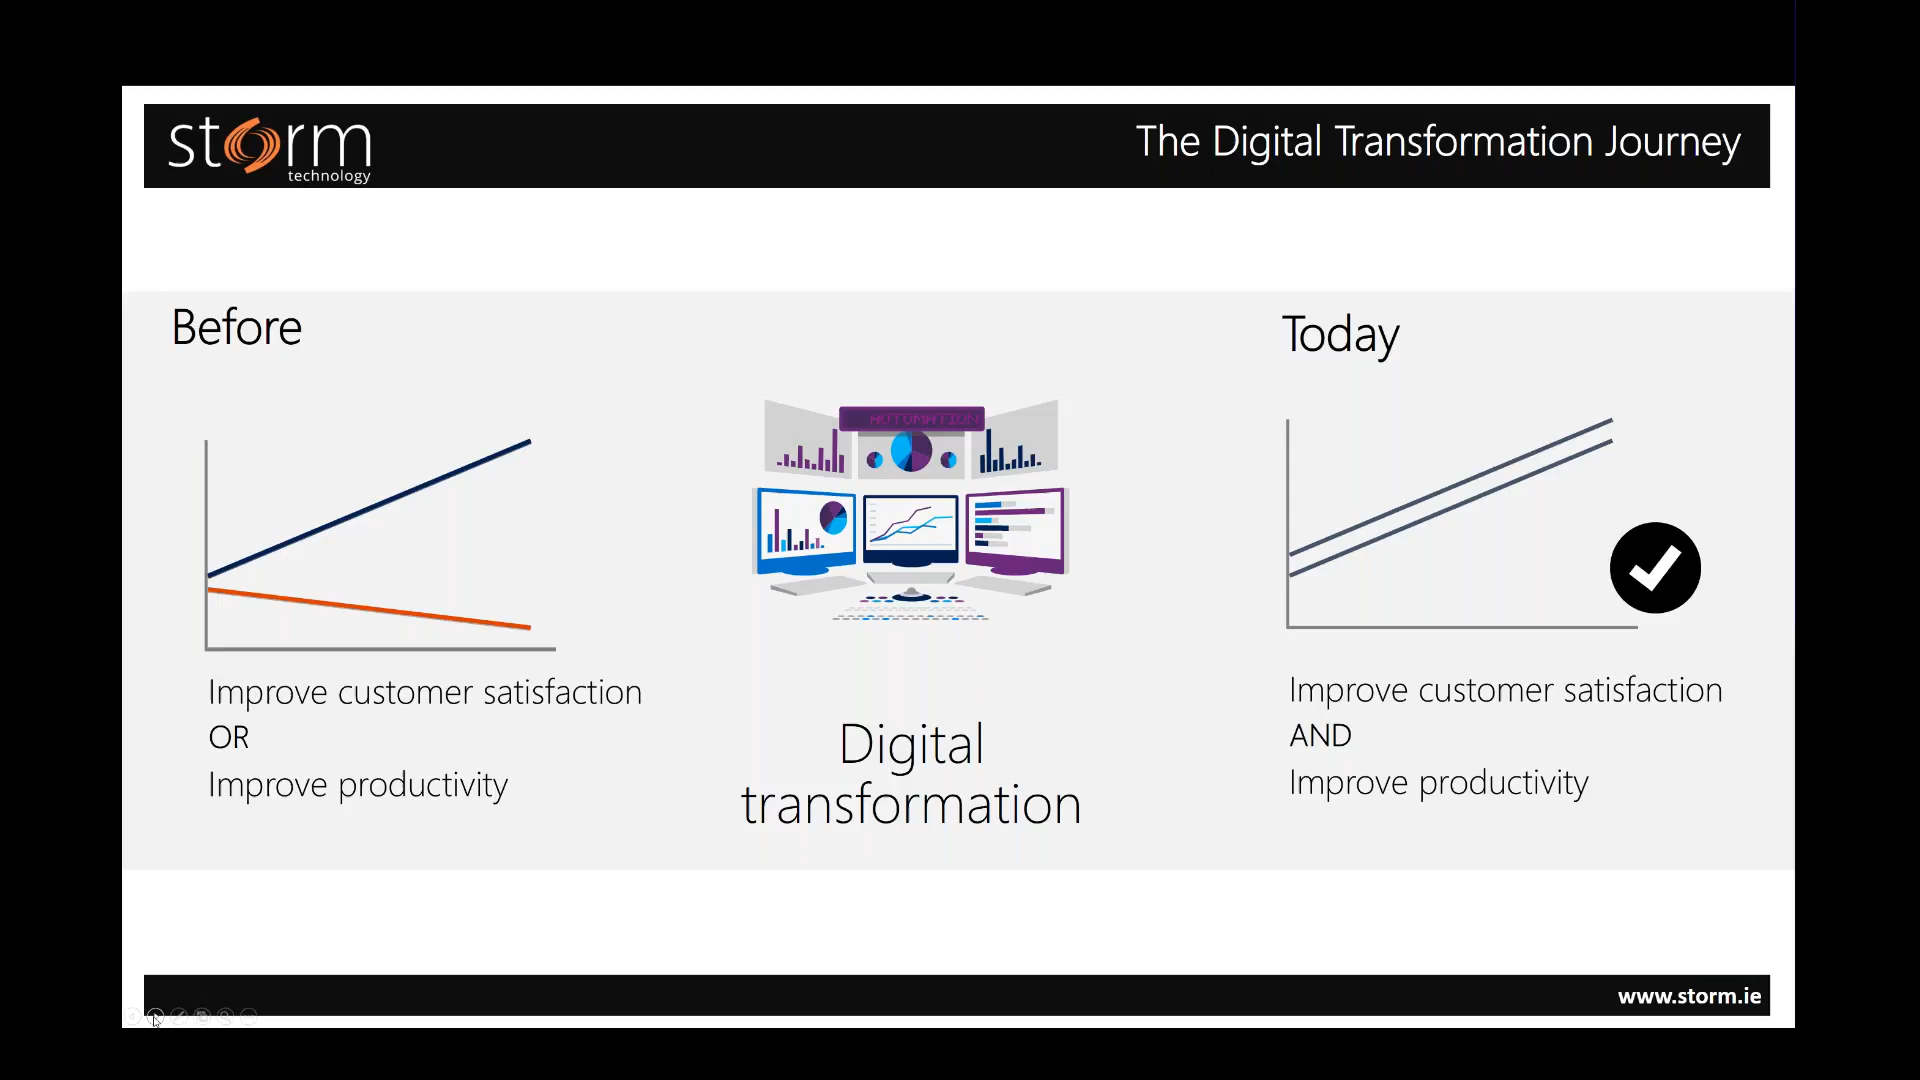 storm
technology
The Digital Transformation Journey
Before
Today
AUTOMATION
Improve customer satisfaction
OR
Improve productivity
Digital
transformation
Improve customer satisfaction
AND
Improve productivity
www.storm.ie